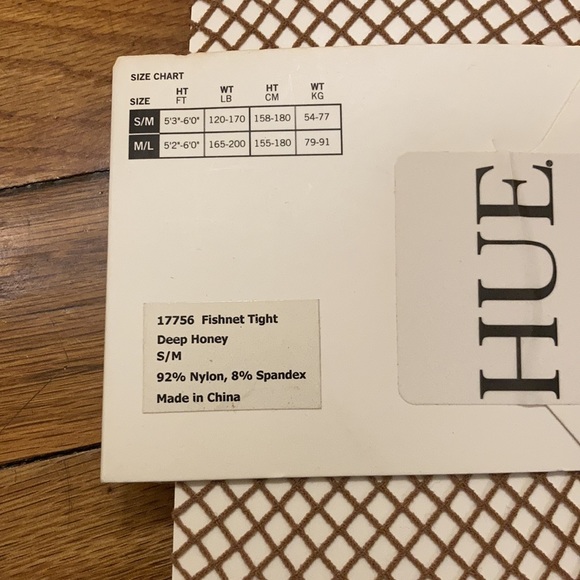 SIZE CHART
SIZE HT FT WT LB HT CM WT KG
S/M 5'3"-6'0" 120-170 158-180 54-77
M/L 5'2"-6'0" 165-200 155-180 79-91
HUE.
17756 Fishnet Tight
Deep Honey
S/M
92% Nylon, 8% Spandex
Made in China